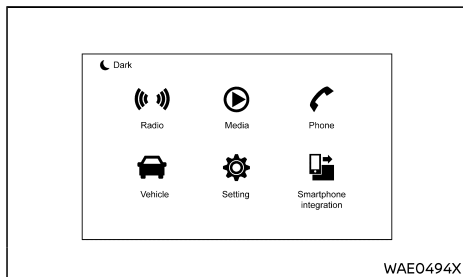 Dark
Radio
Media
Phone
Vehicle
Setting
Smartphone
integration
WAE0494X